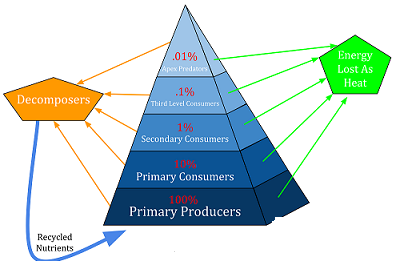 .01%
Apex Predators
.1%
Third Level Consumers
1%
Secondary Consumers
10%
Primary Consumers
100%
Primary Producers
Decomposers
Energy
Lost As
Heat
Recycled
Nutrients